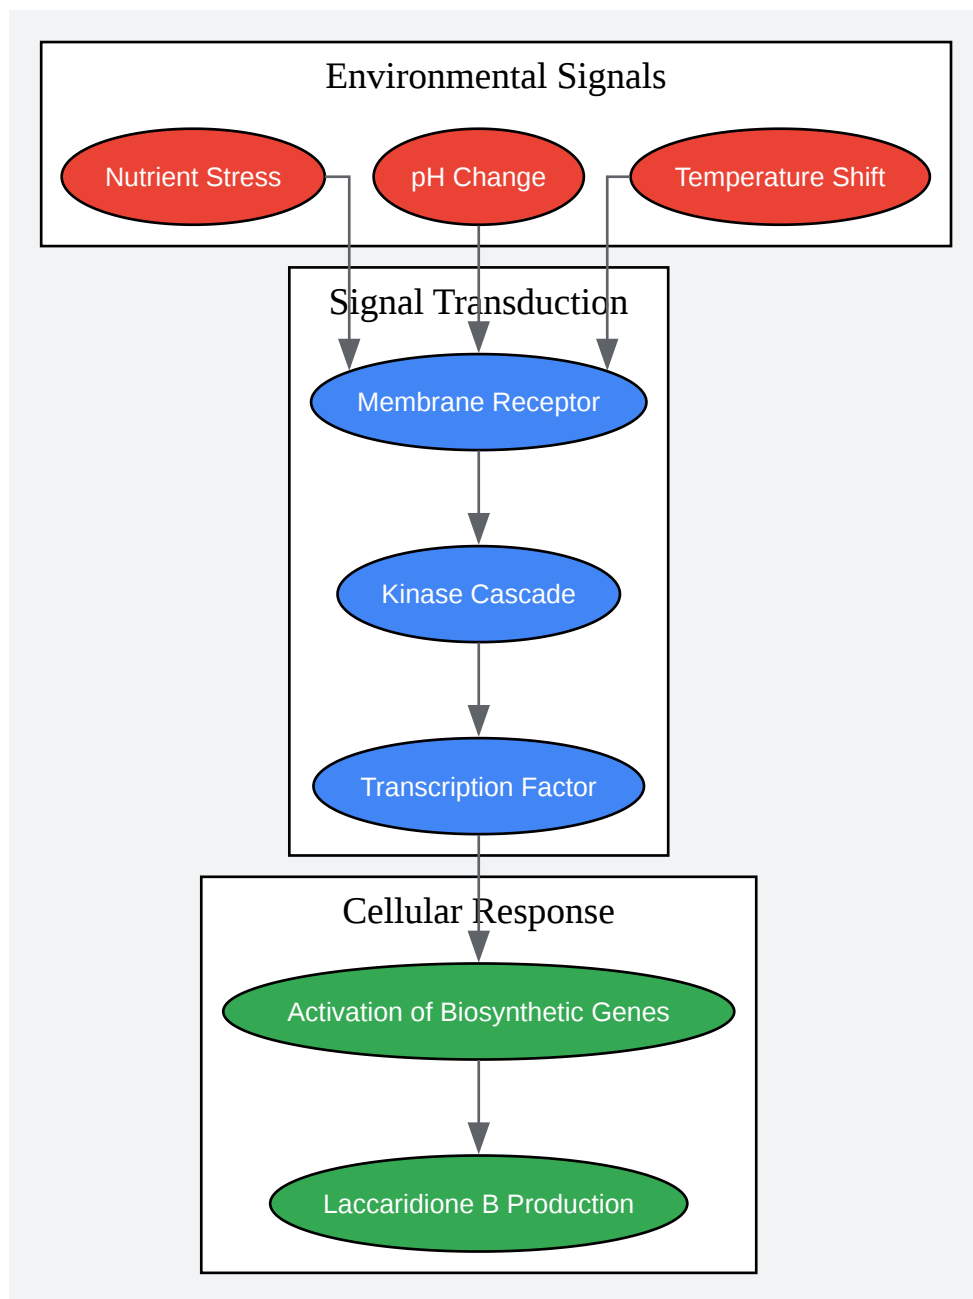 Environmental Signals
Nutrient Stress
pH Change
Temperature Shift
Signal Transduction
Membrane Receptor
Kinase Cascade
Transcription Factor
Cellular Response
Activation of Biosynthetic Genes
Laccaridione B Production